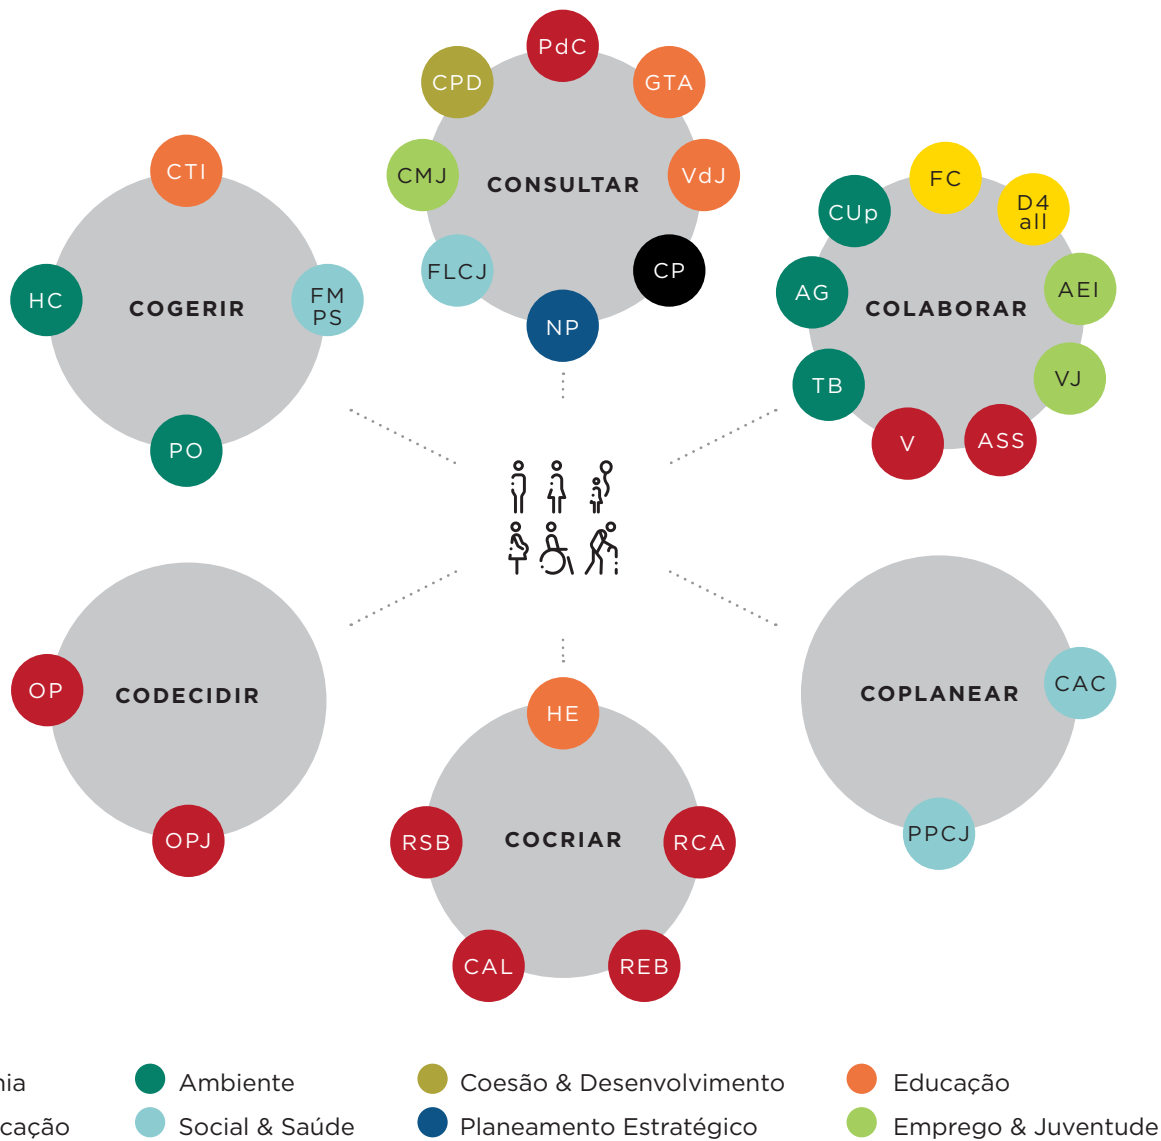 PdC
CPD
GTA
CMJ
CONSULTAR
VdJ
FLCJ
CP
NP
CTI
HC
COGERIR
FM
PS
PO
FC
D4
all
CUp
AG
COLABORAR
AEI
TB
VJ
V
ASS
OP
CODECIDIR
OPJ
HE
RSB
COCRIAR
RCA
CAL
REB
COPLANEAR
CAC
PPCJ
Ambiente
Coesão & Desenvolvimento
Educação
Social & Saúde
Planeamento Estratégico
Emprego & Juventude